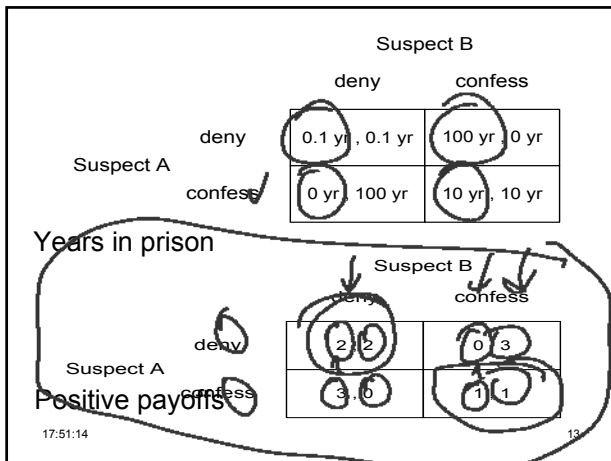 Suspect B
deny confess
deny 0.1 yr , 0.1 yr 100 yr , 0 yr
Suspect A
confess 0 yr , 100 yr 10 yr , 10 yr
Years in prison
Suspect B
deny confess
deny 2 , 2 0 , 3
Suspect A
confess 3 , 0 1 , 1
Positive payoffs
17:51:14 13